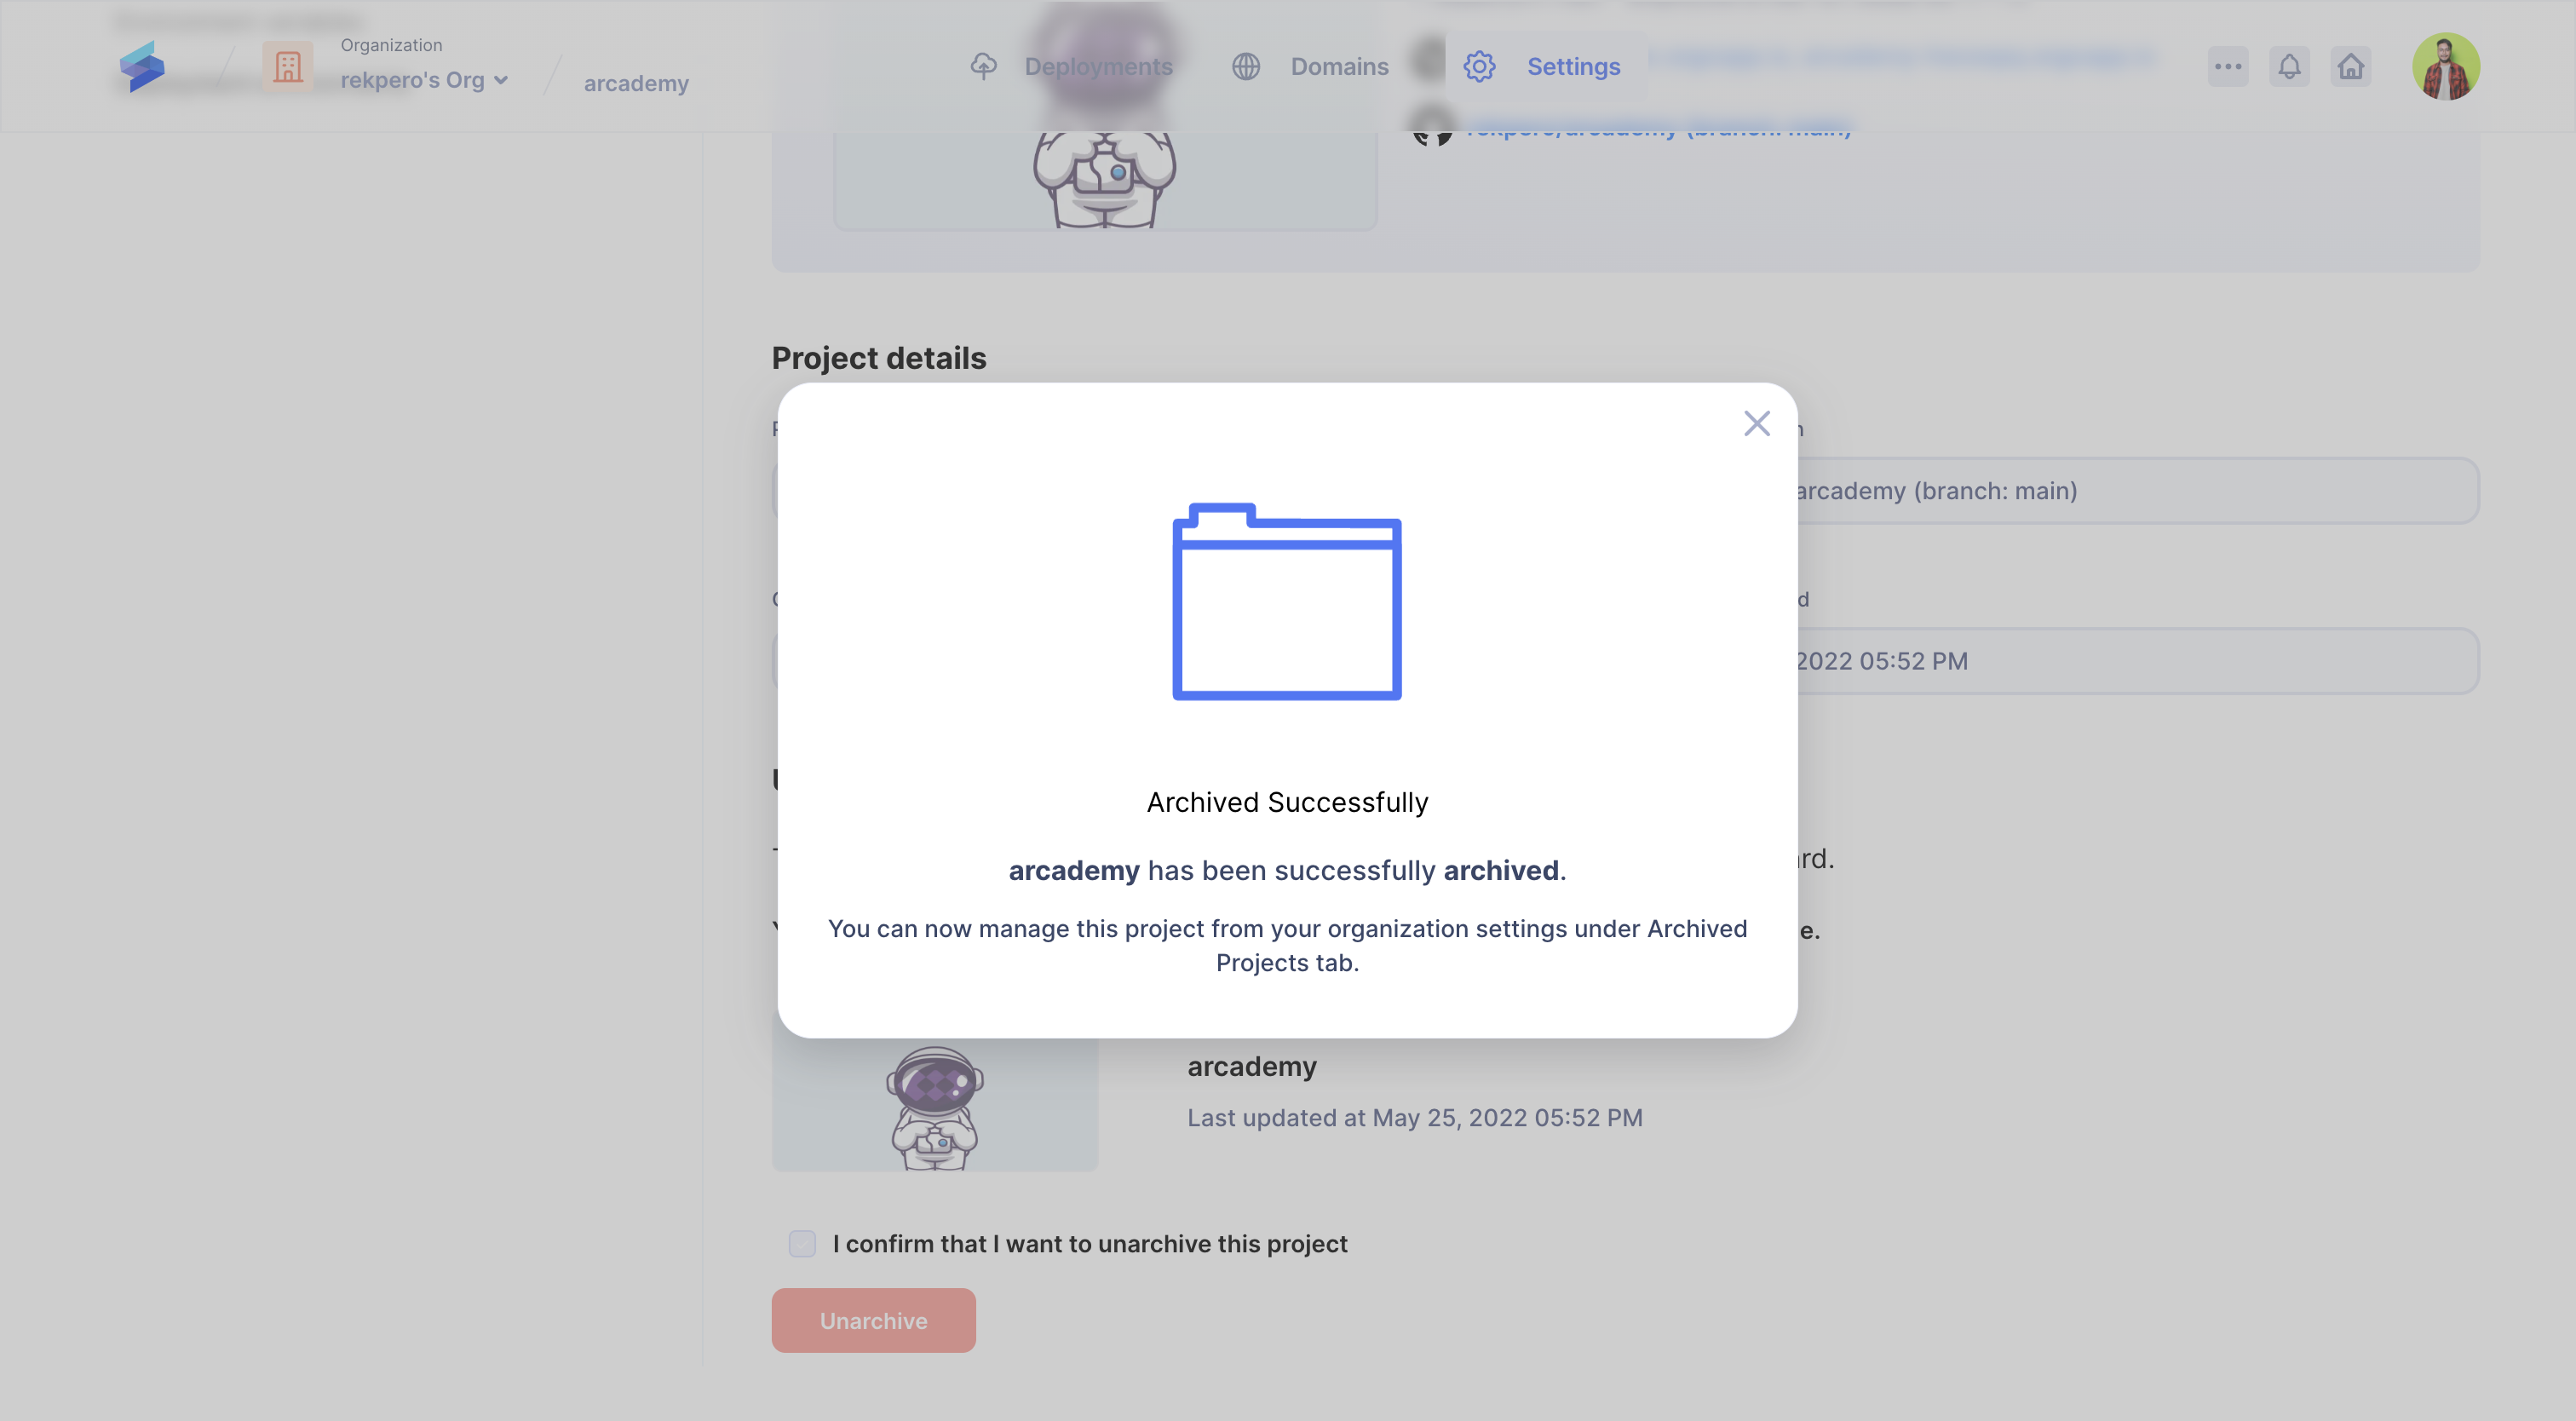 Organization
rekpero's Org
arcademy
Deployments
Domains
Settings
rekpero/arcademy (branch: main)
Project details
arcademy (branch: main)
2022 05:52 PM
Archived Successfully
arcademy has been successfully archived.
You can now manage this project from your organization settings under Archived
Projects tab.
arcademy
Last updated at May 25, 2022 05:52 PM
I confirm that I want to unarchive this project
Unarchive